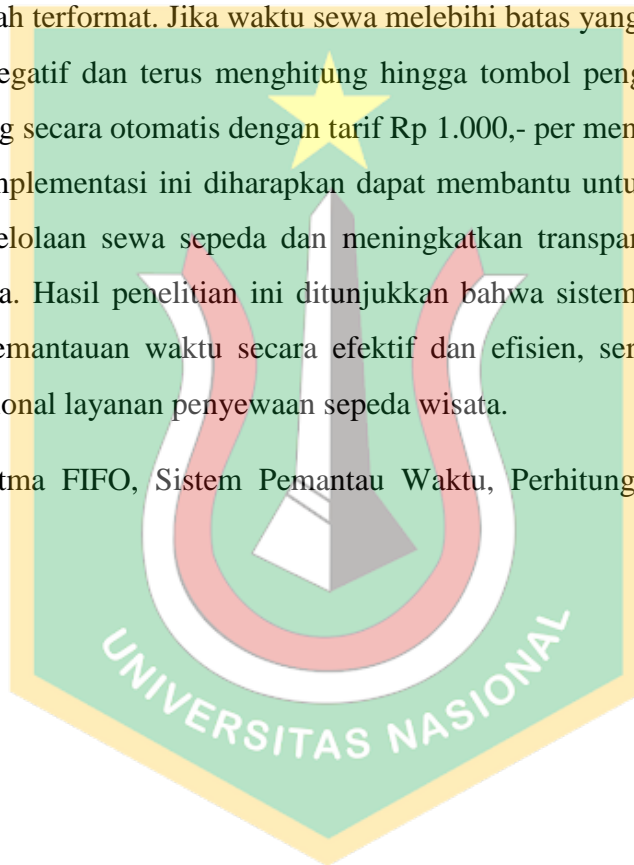 ah terformat. Jika waktu sewa melebihi batas yang
egatif dan terus menghitung hingga tombol peng
g secara otomatis dengan tarif Rp 1.000,- per men
nplementasi ini diharapkan dapat membantu untu
elolaan sewa sepeda dan meningkatkan transpar
a. Hasil penelitian ini ditunjukkan bahwa sistem
emantauan waktu secara efektif dan efisien, ser
ional layanan penyewaan sepeda wisata.
tma FIFO, Sistem Pemantau Waktu, Perhitung
UNIVERSITAS NASIONAL